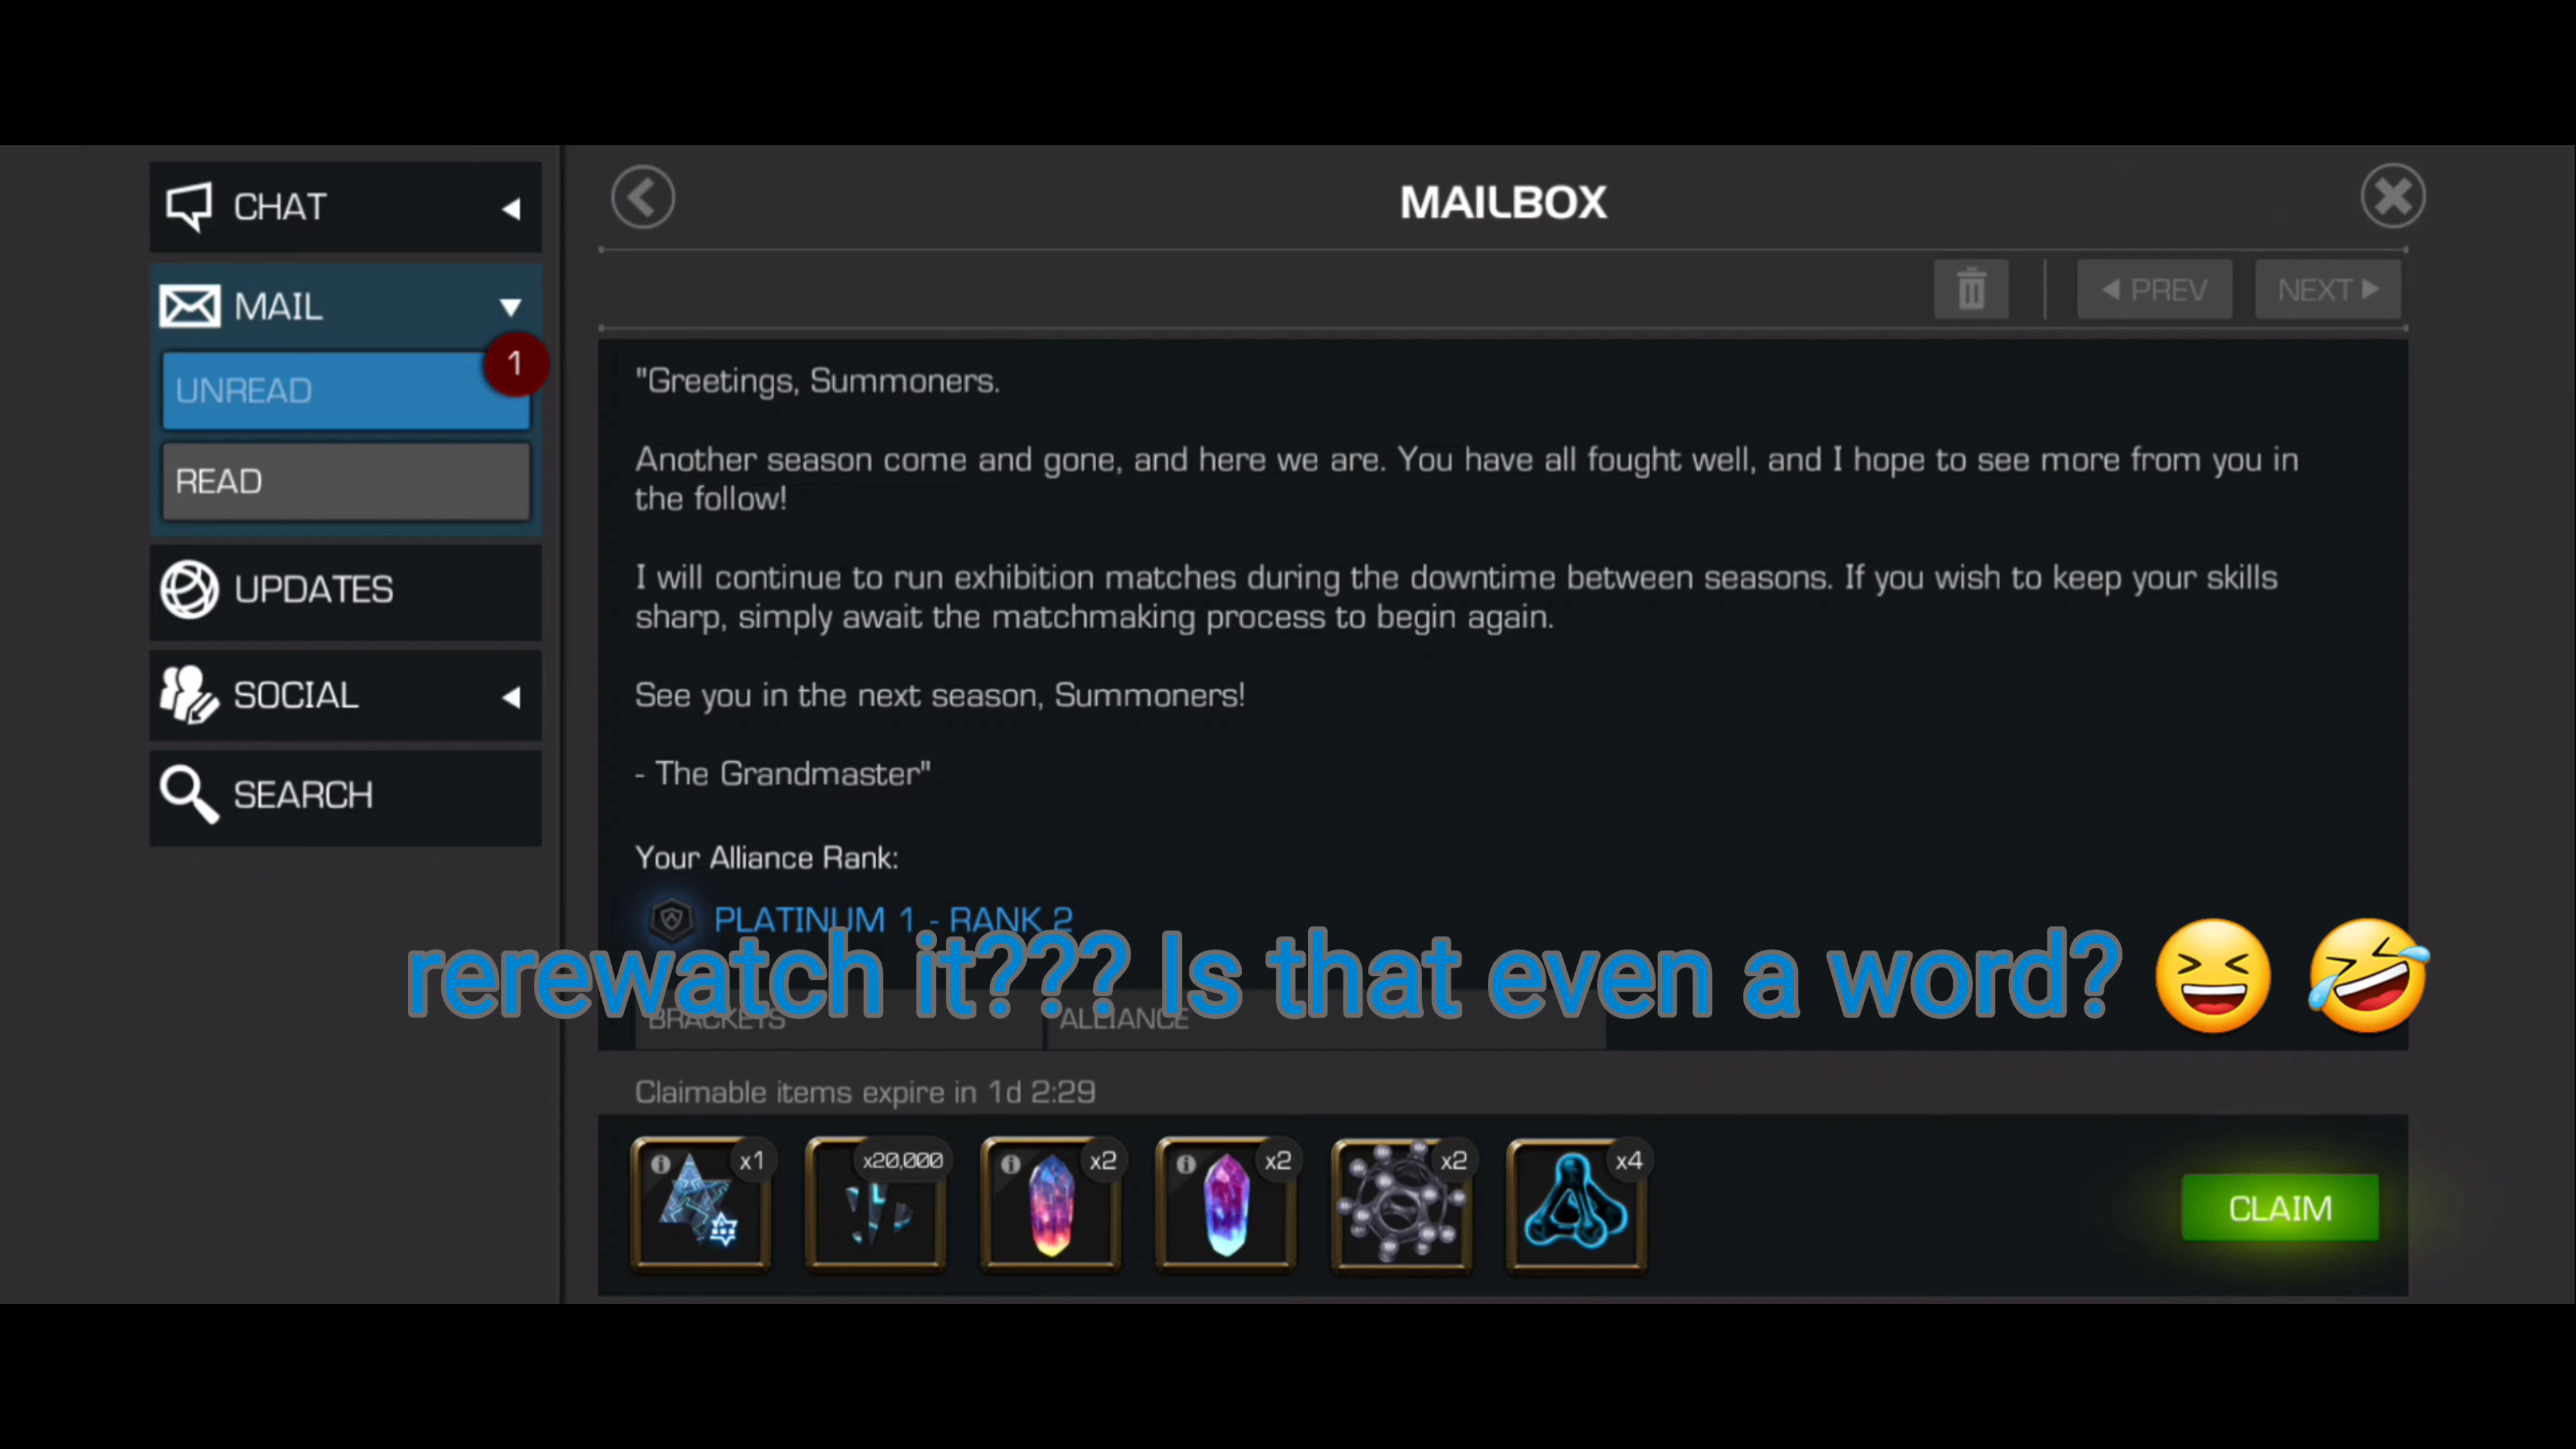 CHAT
MAIL
1
UNREAD
READ
UPDATES
SOCIAL
SEARCH
MAILBOX
PREV
NEXT
"Greetings, Summoners.
Another season come and gone, and here we are. You have all fought well, and I hope to see more from you in
the follow!
I will continue to run exhibition matches during the downtime between seasons. If you wish to keep your skills
sharp, simply await the matchmaking process to begin again.
See you in the next season, Summoners!
- The Grandmaster"
Your Alliance Rank:
PLATINUM 1 - RANK 2
rerewatch it??? Is that even a word? 😆 🤣
BRACKETS
ALLIANCE
Claimable items expire in 1d 2:29
x1
x20,000
x2
x2
x2
x4
CLAIM